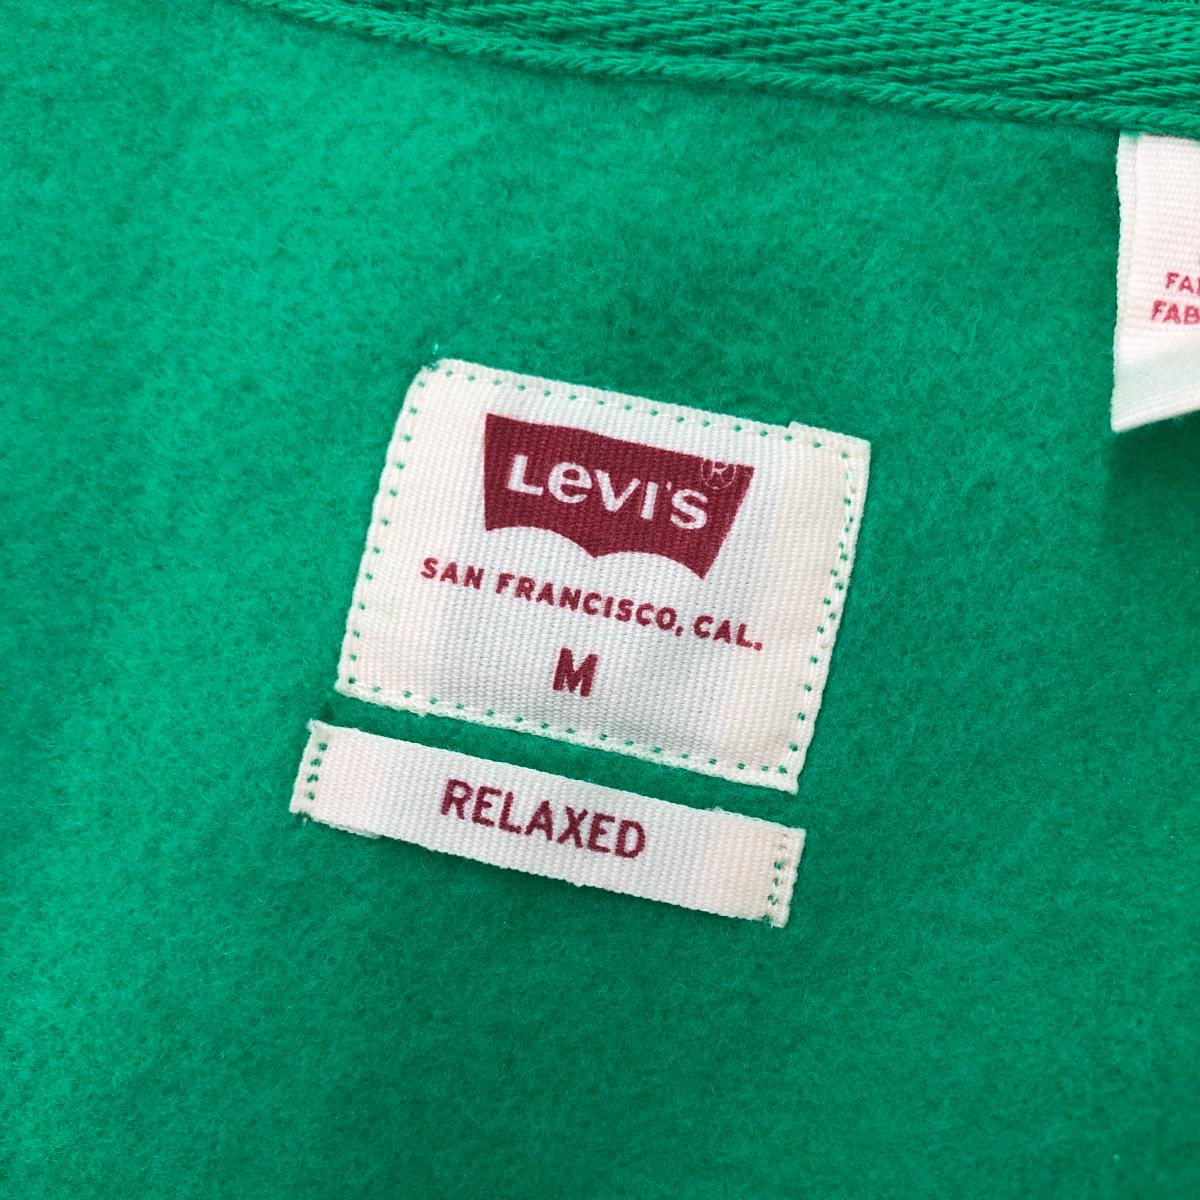 Levi's ®
SAN FRANCISCO, CAL.
M
RELAXED